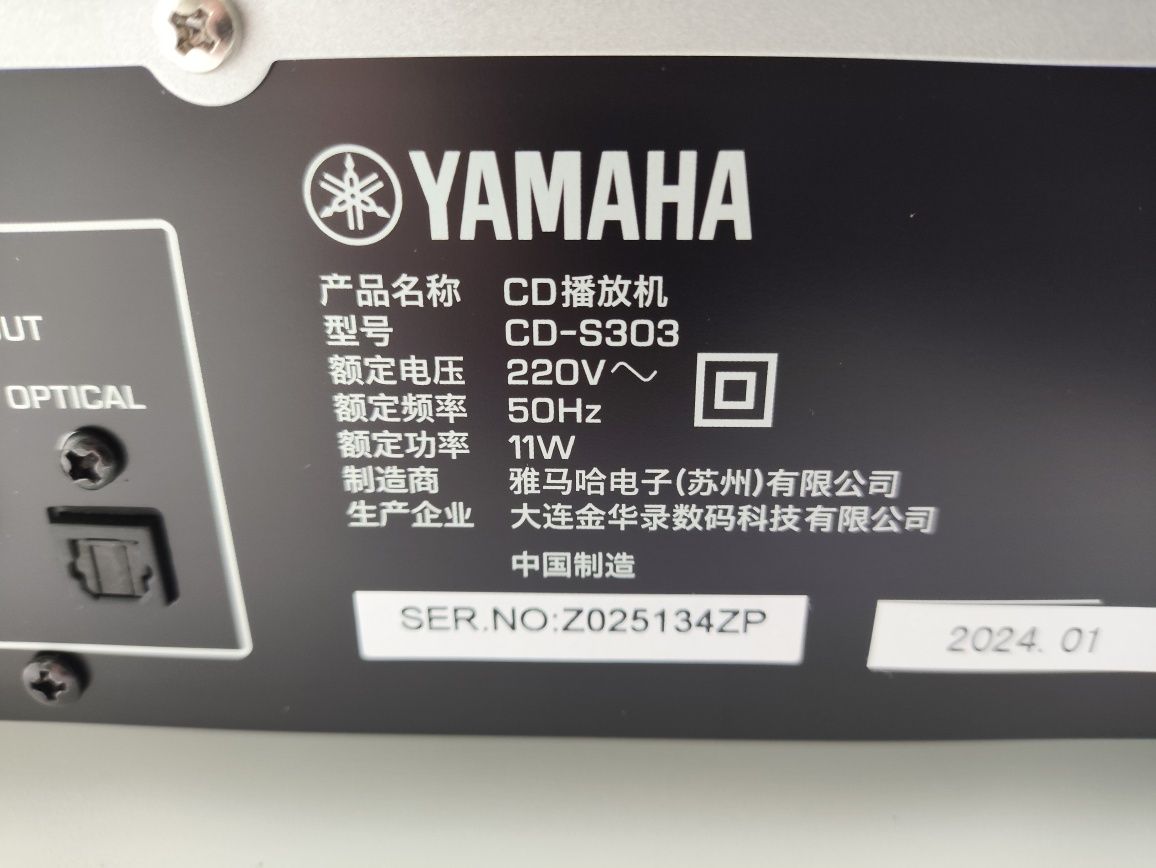 YAMAHA
产品名称 CD播放机
型号 CD-S303
额定电压 220V～
额定频率 50Hz
额定功率 11W
制造商 雅马哈电子(苏州)有限公司
生产企业 大连金华录数码科技有限公司
中国制造
SER.NO:Z025134ZP
2024.01
OPTICAL